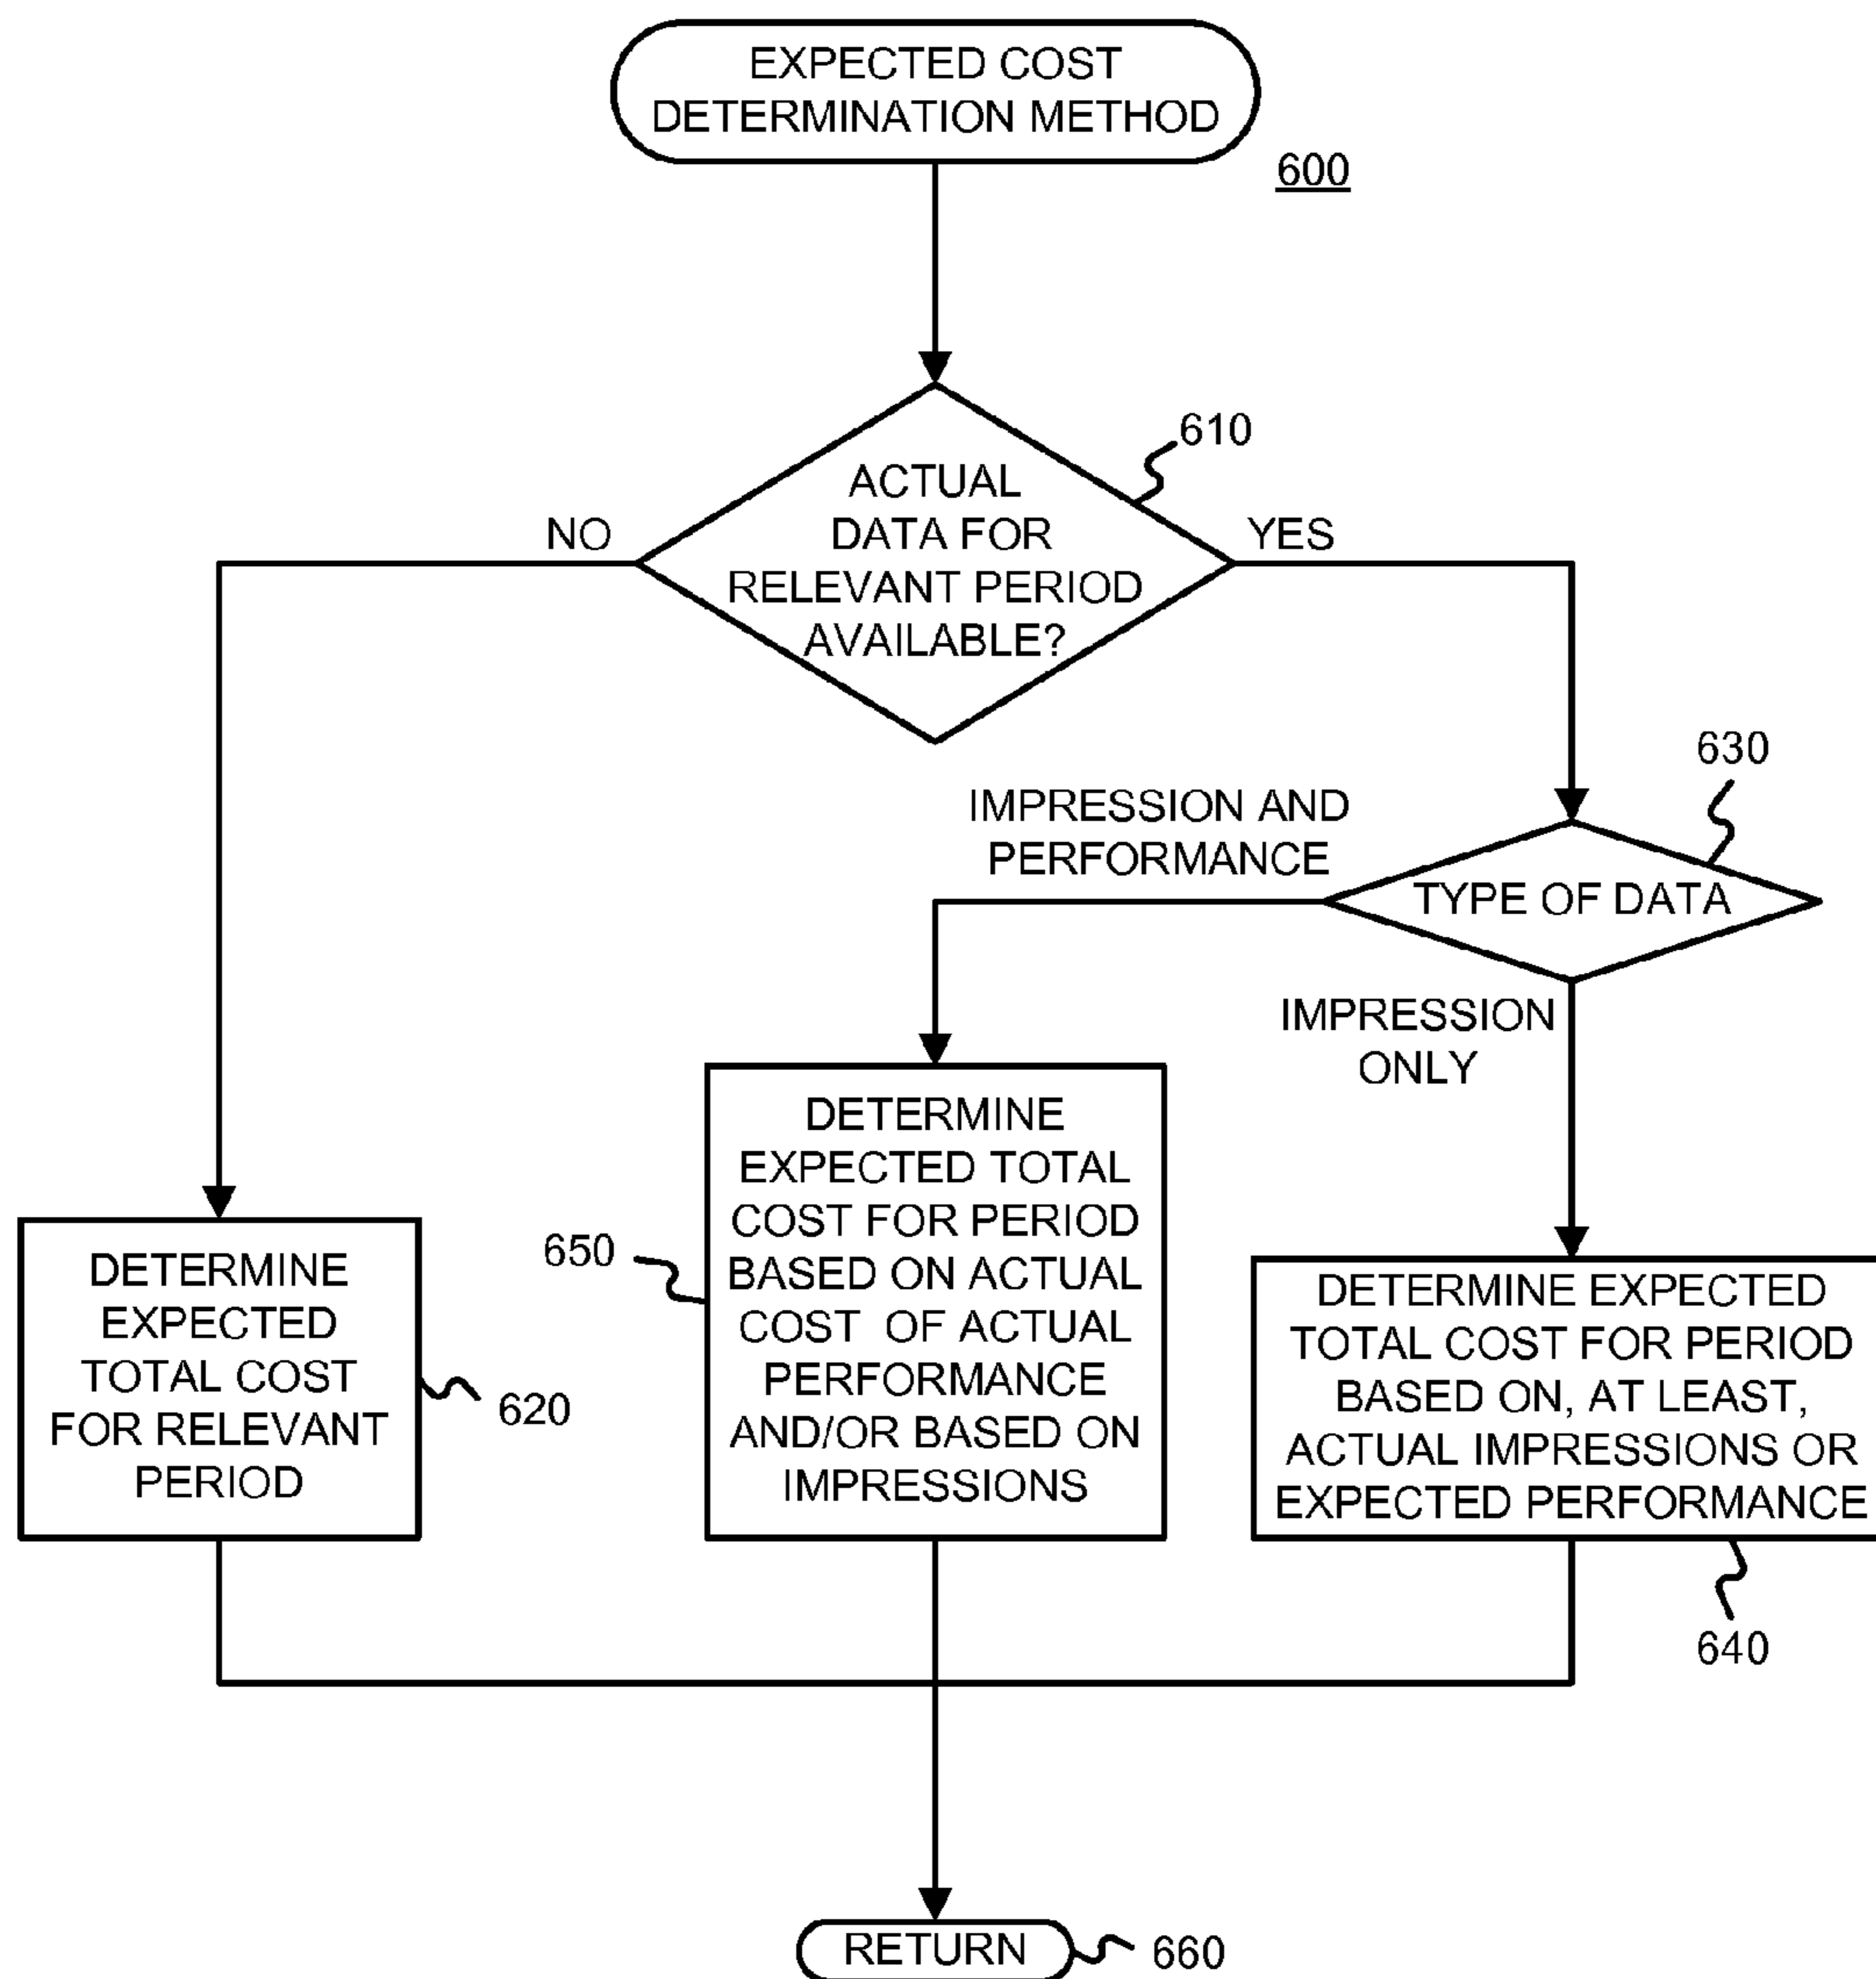 EXPECTED COST
DETERMINATION METHOD
600
610
ACTUAL
DATA FOR
RELEVANT PERIOD
AVAILABLE?
NO
YES
630
IMPRESSION AND
PERFORMANCE
TYPE OF DATA
IMPRESSION
ONLY
DETERMINE
EXPECTED
TOTAL COST
FOR RELEVANT
PERIOD
620
650
DETERMINE
EXPECTED TOTAL
COST FOR PERIOD
BASED ON ACTUAL
COST OF ACTUAL
PERFORMANCE
AND/OR BASED ON
IMPRESSIONS
DETERMINE EXPECTED
TOTAL COST FOR PERIOD
BASED ON, AT LEAST,
ACTUAL IMPRESSIONS OR
EXPECTED PERFORMANCE
640
RETURN
660